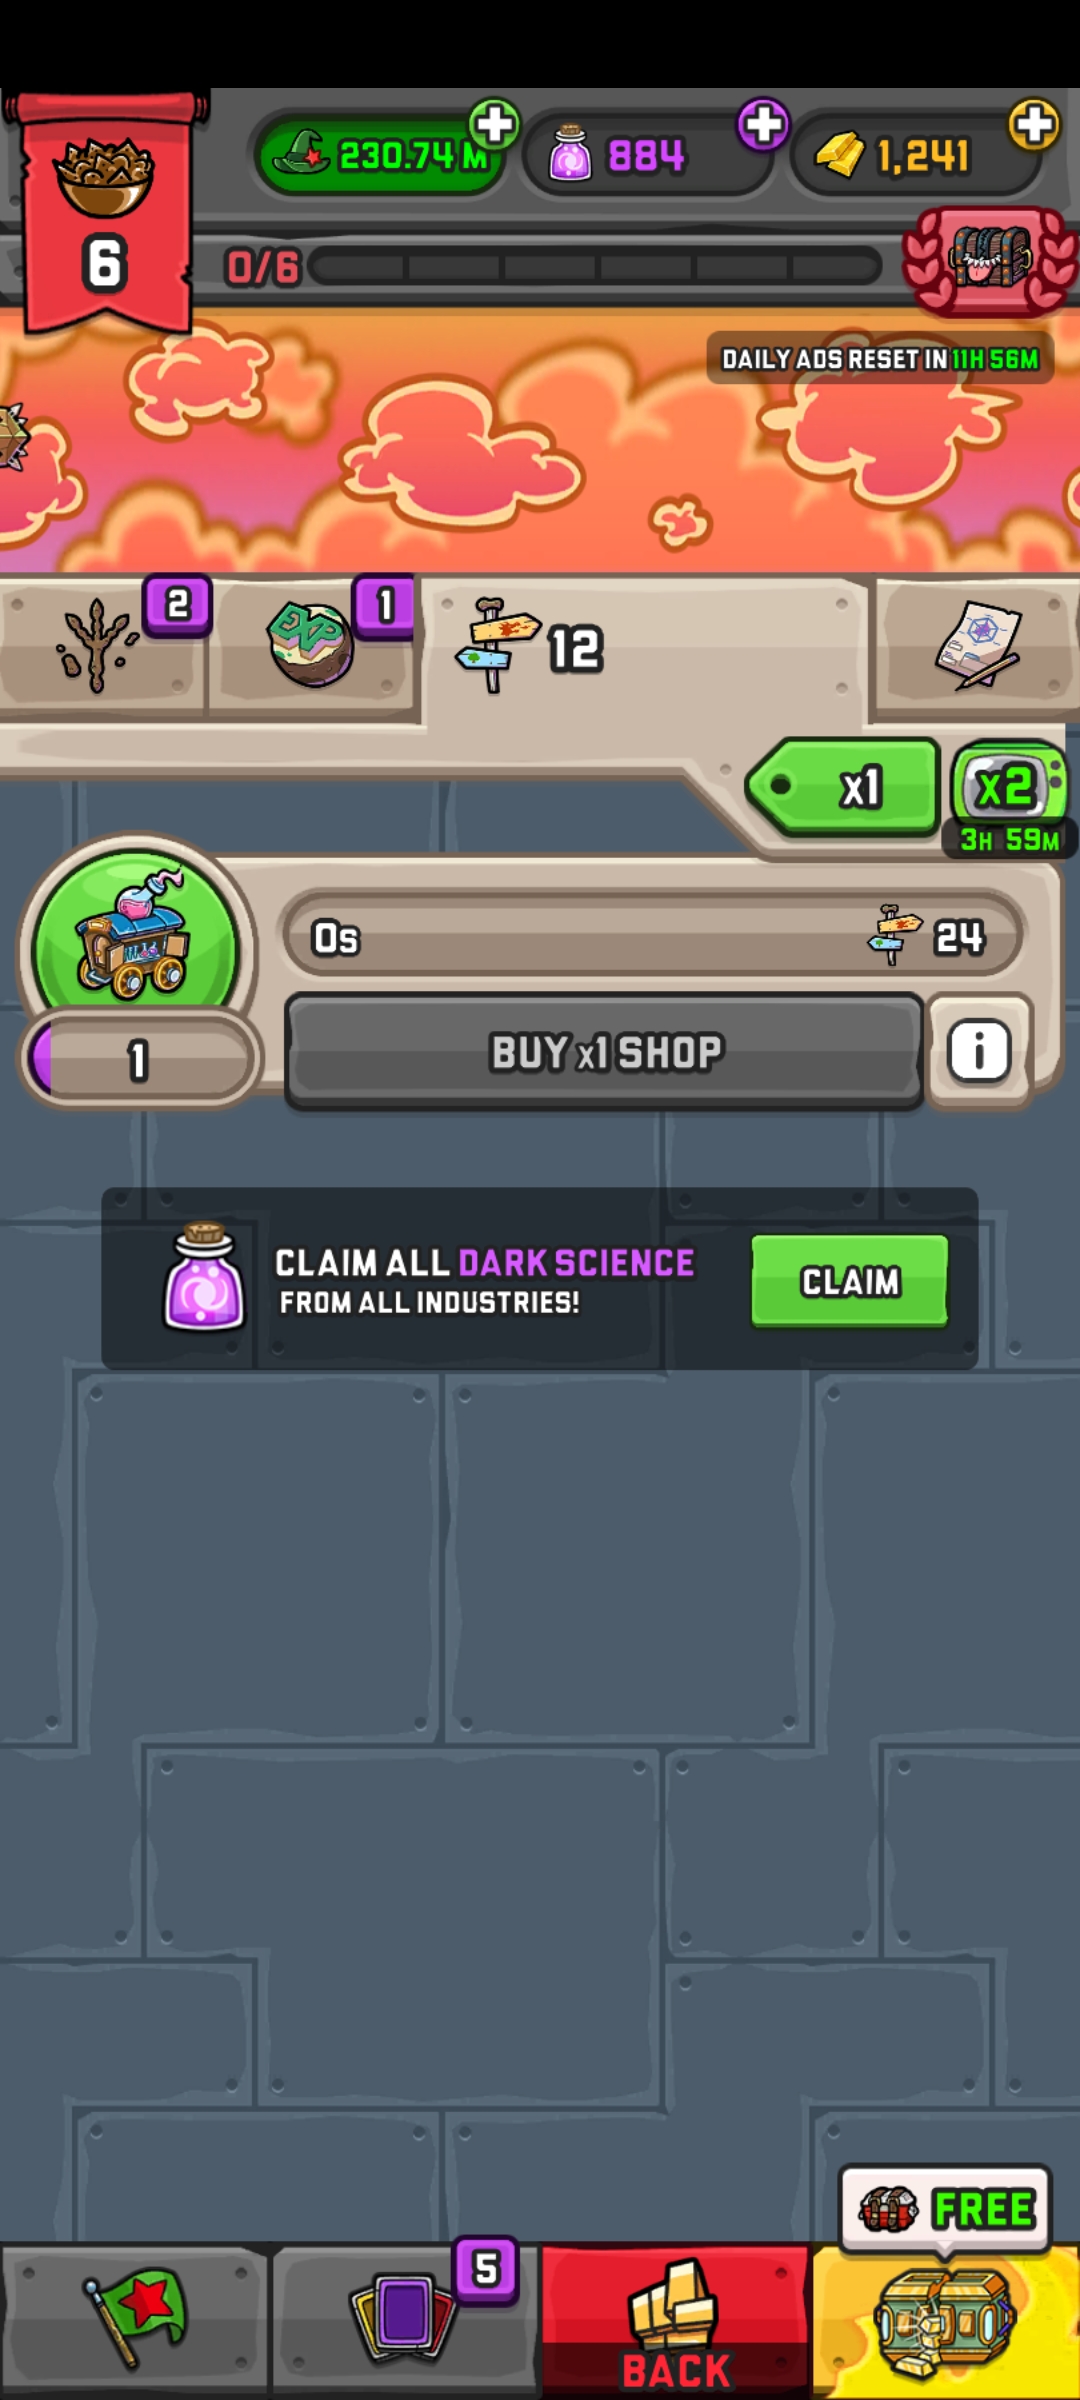 230.74 M
884
1,241
6
0/6
DAILY ADS RESET IN 11H 56M
2
EXP
1
12
x1
x2
3H 59M
0s
24
1
BUY x1 SHOP
i
CLAIM ALL DARK SCIENCE
FROM ALL INDUSTRIES!
CLAIM
FREE
5
BACK